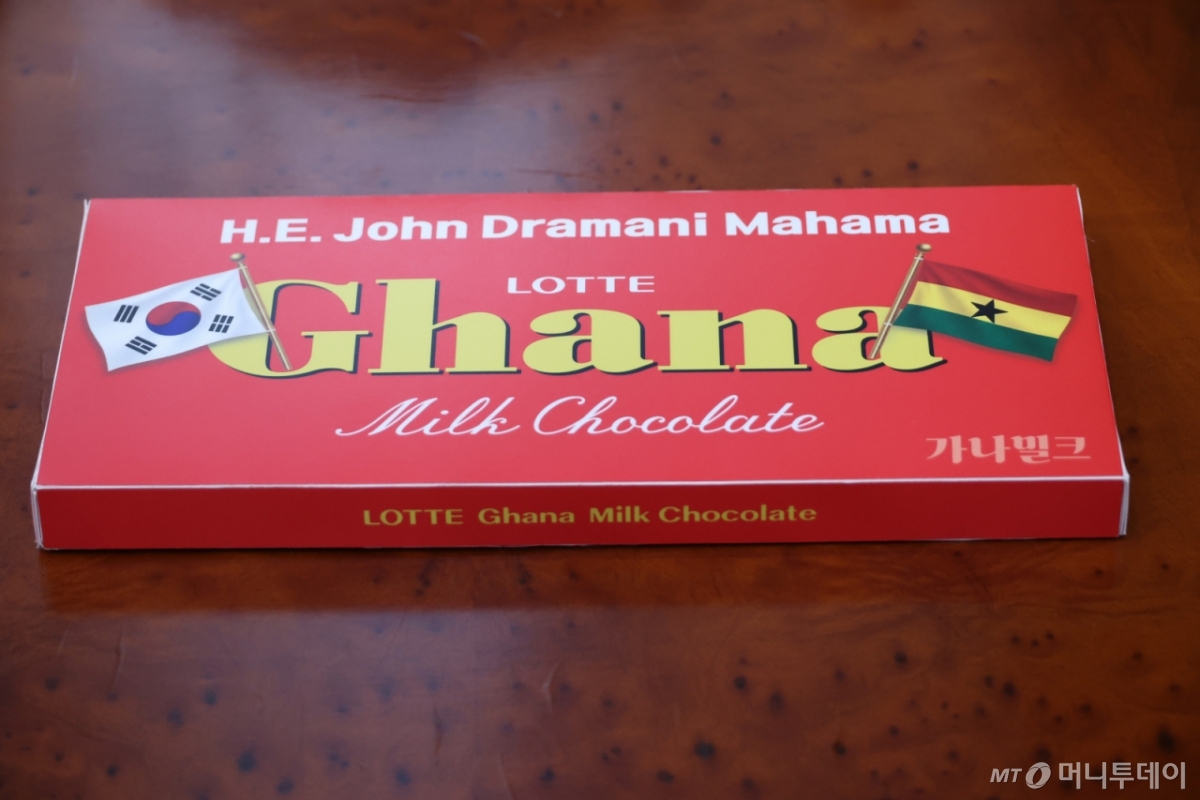 H.E. John Dramani Mahama
LOTTE
Ghana
Milk Chocolate
가나밀크
LOTTE Ghana Milk Chocolate
MT 머니투데이